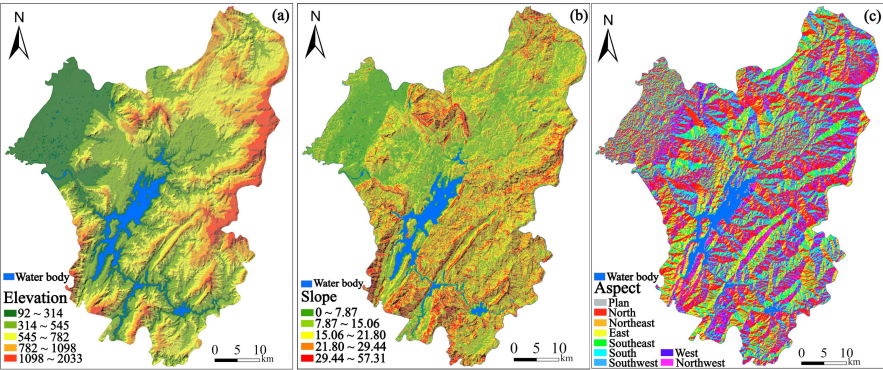 N
(a)
Water body
Elevation
92 ~ 314
314 ~ 545
545 ~ 782
782 ~ 1098
1098 ~ 2033
0 5 10
km
N
(b)
Water body
Slope
0 ~ 7.87
7.87 ~ 15.06
15.06 ~ 21.80
21.80 ~ 29.44
29.44 ~ 57.31
0 5 10
km
N
(c)
Water body
Aspect
Plan
North
Northeast
East
Southeast
South
Southwest
West
Northwest
0 5 10
km